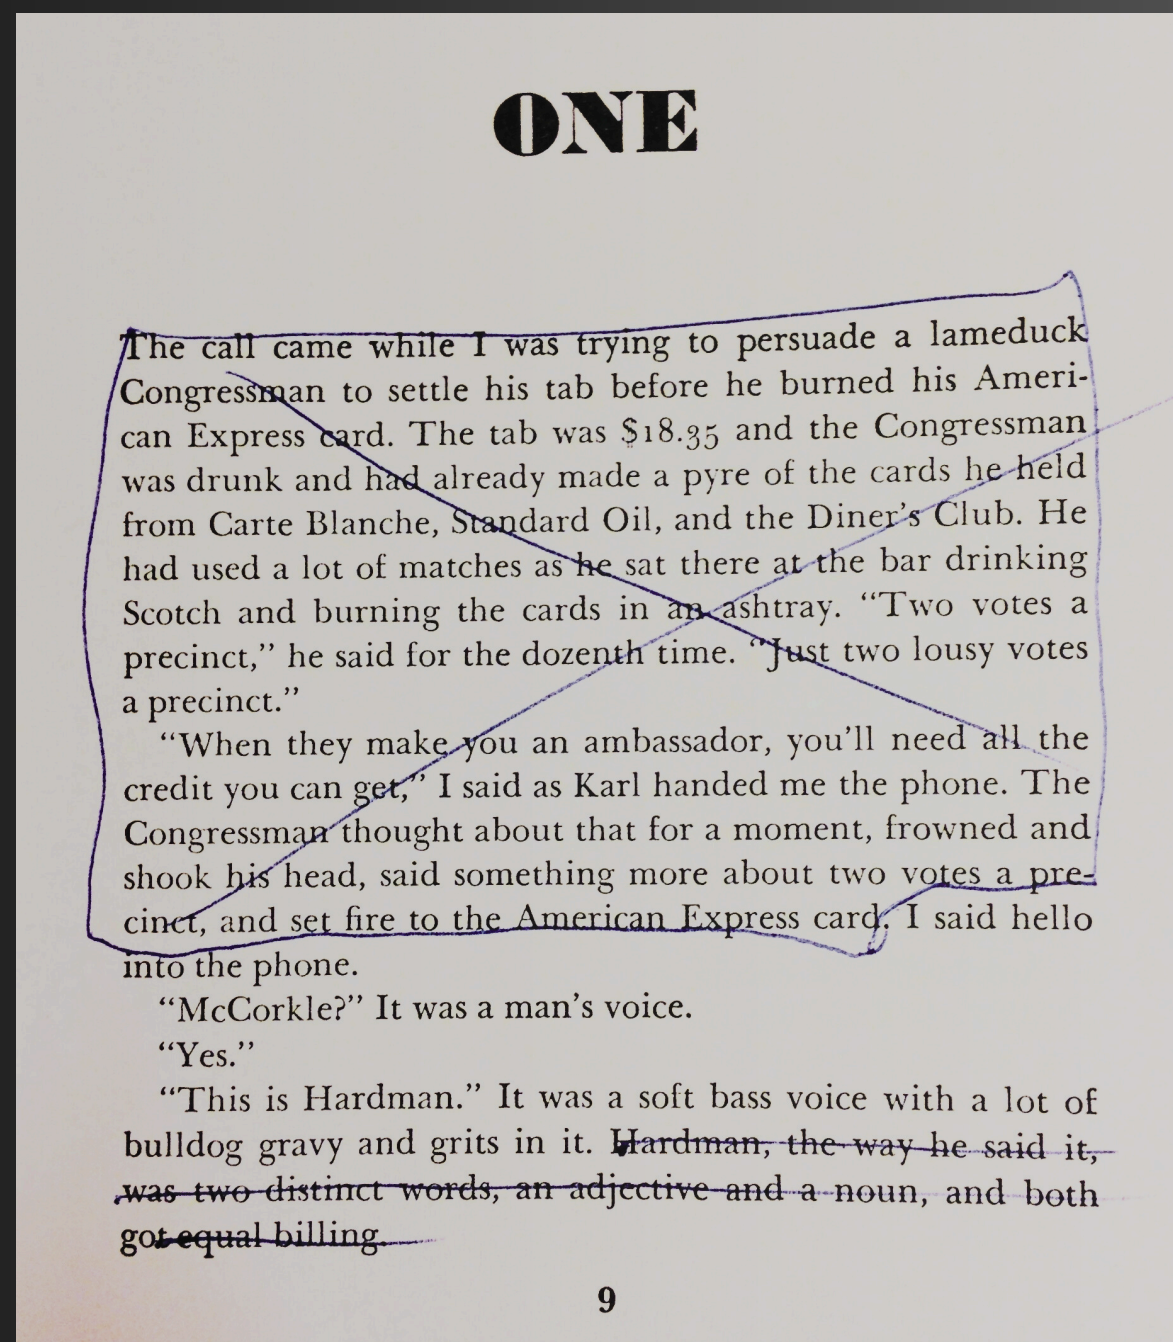 ONE
The call came while I was trying to persuade a lameduck
Congressman to settle his tab before he burned his Ameri-
can Express card. The tab was $18.35 and the Congressman
was drunk and had already made a pyre of the cards he held
from Carte Blanche, Standard Oil, and the Diner’s Club. He
had used a lot of matches as he sat there at the bar drinking
Scotch and burning the cards in an ashtray. “Two votes a
precinct,” he said for the dozenth time. “Just two lousy votes
a precinct.”
“When they make you an ambassador, you’ll need all the
credit you can get,” I said as Karl handed me the phone. The
Congressman thought about that for a moment, frowned and
shook his head, said something more about two votes a pre-
cinct, and set fire to the American Express card. I said hello
into the phone.
“McCorkle?” It was a man’s voice.
“Yes.”
“This is Hardman.” It was a soft bass voice with a lot of
bulldog gravy and grits in it. Hardman, the way he said it,
was two distinct words, an adjective and a noun, and both
got equal billing.
9